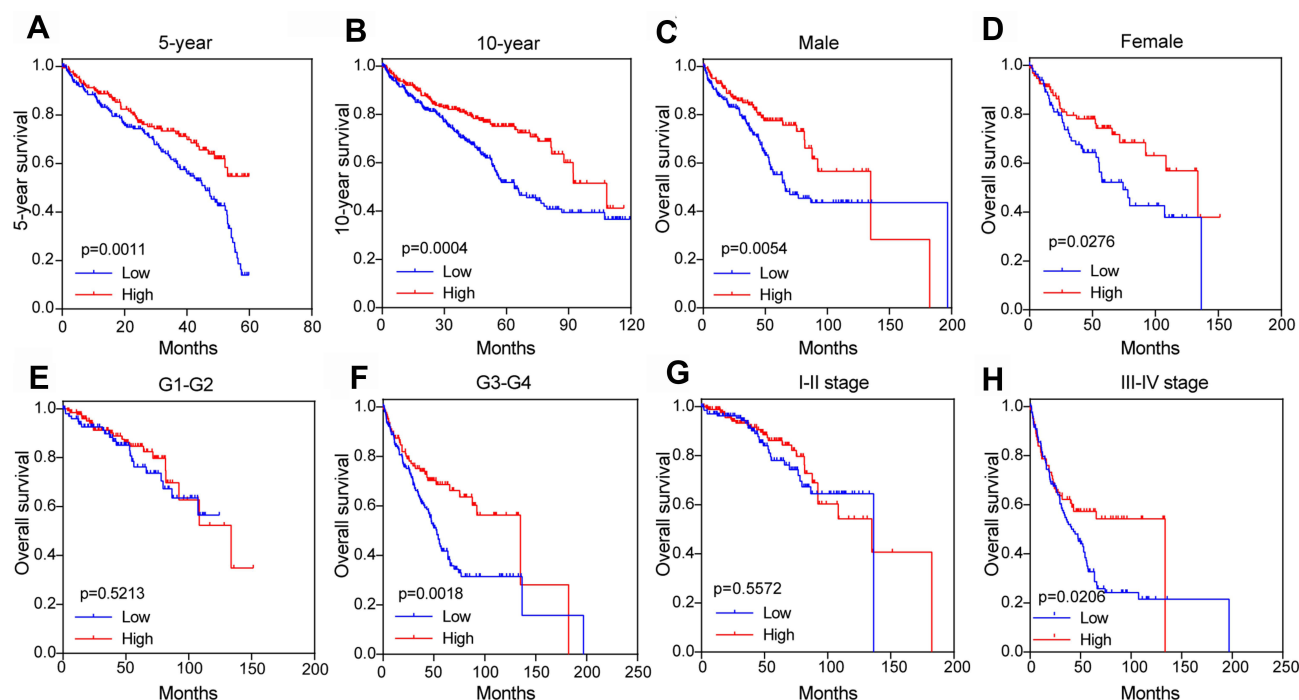 A
5-year
5-year survival
1.0
0.8
0.6
0.4
0.2
0.0
p=0.0011
Low
High
0 20 40 60 80
Months
B
10-year
10-year survival
1.0
0.8
0.6
0.4
0.2
0.0
p=0.0004
Low
High
0 30 60 90 120
Months
C
Male
Overall survival
1.0
0.8
0.6
0.4
0.2
0.0
p=0.0054
Low
High
0 50 100 150 200
Months
D
Female
Overall survival
1.0
0.8
0.6
0.4
0.2
0.0
p=0.0276
Low
High
0 50 100 150 200
Months
E
G1-G2
Overall survival
1.0
0.8
0.6
0.4
0.2
0.0
p=0.5213
Low
High
0 50 100 150 200
Months
F
G3-G4
Overall survival
1.0
0.8
0.6
0.4
0.2
0.0
p=0.0018
Low
High
0 50 100 150 200 250
Months
G
I-II stage
Overall survival
1.0
0.8
0.6
0.4
0.2
0.0
p=0.5572
Low
High
0 50 100 150 200
Months
H
III-IV stage
Overall survival
1.0
0.8
0.6
0.4
0.2
0.0
p=0.0206
Low
High
0 50 100 150 200 250
Months